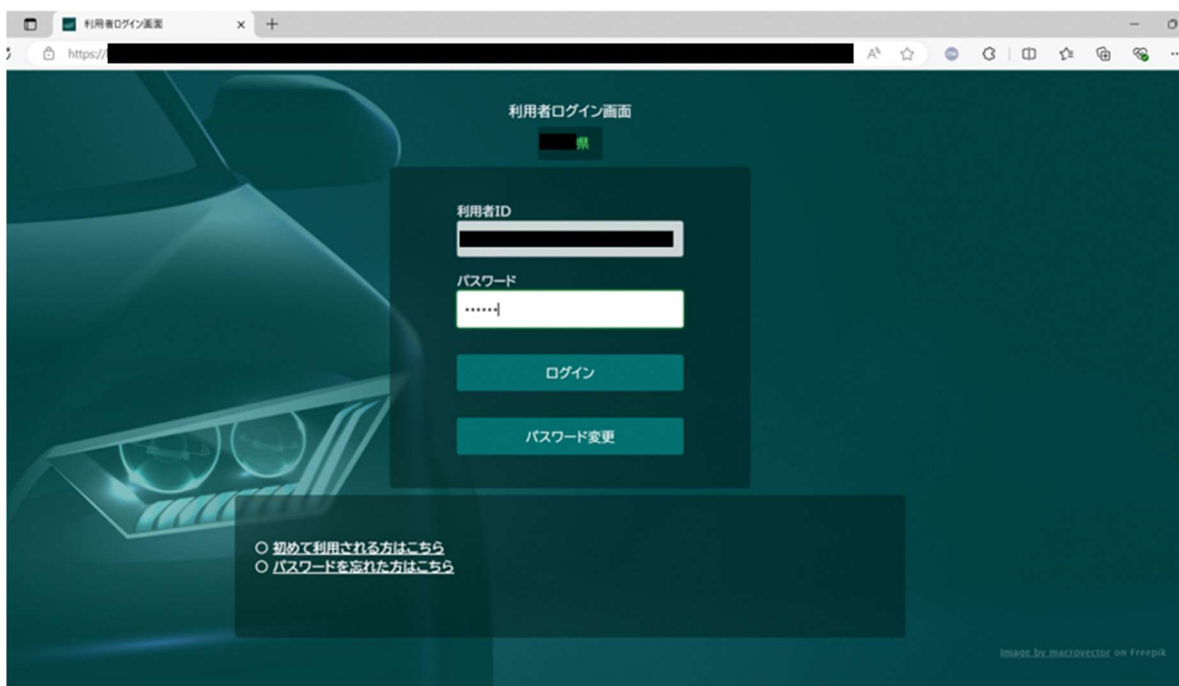 利用者ログイン画面
https://
利用者ログイン画面
県
利用者ID
パスワード
••••••
ログイン
パスワード変更
○ 初めて利用される方はこちら
○ パスワードを忘れた方はこちら
Image by macrovector on Freepik